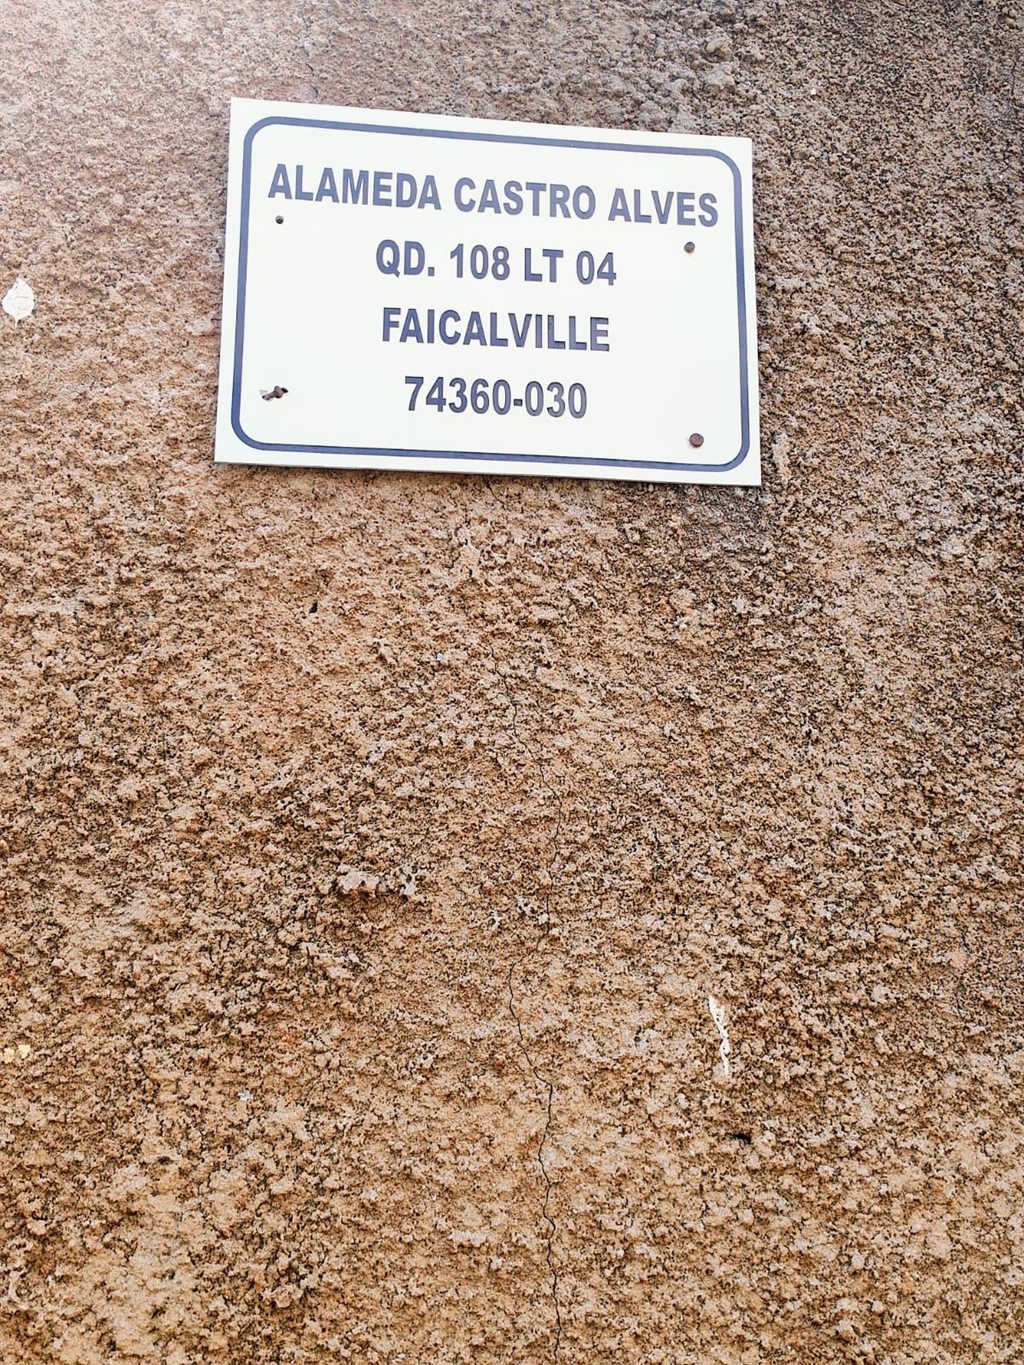 ALAMEDA CASTRO ALVES
QD. 108 LT 04
FAICALVILLE
74360-030